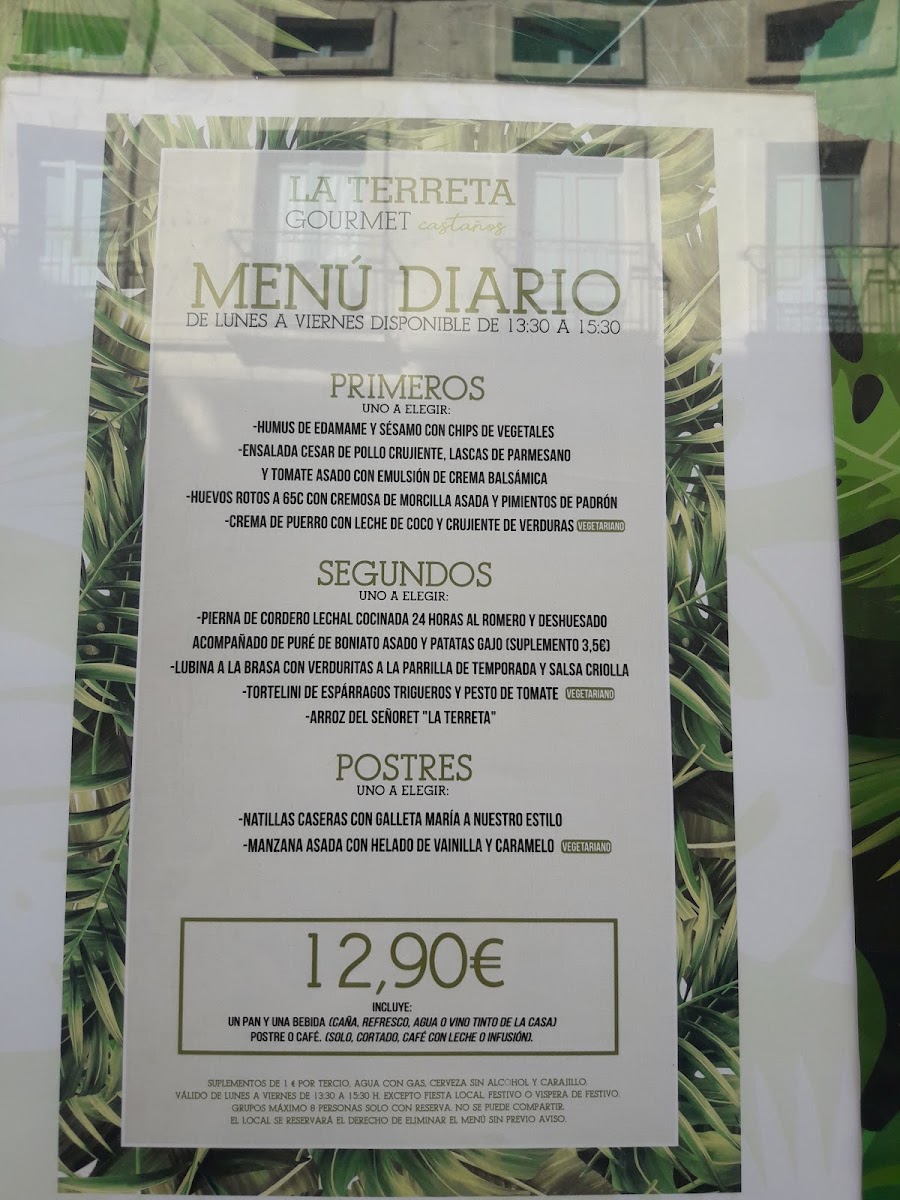 LA TERRETA
GOURMET castaños
MENÚ DIARIO
DE LUNES A VIERNES DISPONIBLE DE 13:30 A 15:30
PRIMEROS
UNO A ELEGIR:
-HUMUS DE EDAMAME Y SÉSAMO CON CHIPS DE VEGETALES
-ENSALADA CESAR DE POLLO CRUJIENTE, LASCAS DE PARMESANO
Y TOMATE ASADO CON EMULSIÓN DE CREMA BALSÁMICA
-HUEVOS ROTOS A 65C CON CREMOSA DE MORCILLA ASADA Y PIMIENTOS DE PADRÓN
-CREMA DE PUERRO CON LECHE DE COCO Y CRUJIENTE DE VERDURAS VEGETARIANO
SEGUNDOS
UNO A ELEGIR:
-PIERNA DE CORDERO LECHAL COCINADA 24 HORAS AL ROMERO Y DESHUESADO
ACOMPAÑADO DE PURÉ DE BONIATO ASADO Y PATATAS GAJO (SUPLEMENTO 3,5€)
-LUBINA A LA BRASA CON VERDURITAS A LA PARRILLA DE TEMPORADA Y SALSA CRIOLLA
-TORTELINI DE ESPÁRRAGOS TRIGUEROS Y PESTO DE TOMATE VEGETARIANO
-ARROZ DEL SEÑORET "LA TERRETA"
POSTRES
UNO A ELEGIR:
-NATILLAS CASERAS CON GALLETA MARÍA A NUESTRO ESTILO
-MANZANA ASADA CON HELADO DE VAINILLA Y CARAMELO VEGETARIANO
12,90€
INCLUYE:
UN PAN Y UNA BEBIDA (CAÑA, REFRESCO, AGUA O VINO TINTO DE LA CASA)
POSTRE O CAFÉ. (SOLO, CORTADO, CAFÉ CON LECHE O INFUSIÓN).
SUPLEMENTOS DE 1 € POR TERCIO, AGUA CON GAS, CERVEZA SIN ALCOHOL Y CARAJILLO.
VÁLIDO DE LUNES A VIERNES DE 13:30 A 15:30 H. EXCEPTO FIESTA LOCAL, FESTIVO O VISPERA DE FESTIVO.
GRUPOS MÁXIMO 8 PERSONAS SOLO CON RESERVA. NO SE PUEDE COMPARTIR.
EL LOCAL SE RESERVARÁ EL DERECHO DE ELIMINAR EL MENÚ SIN PREVIO AVISO.